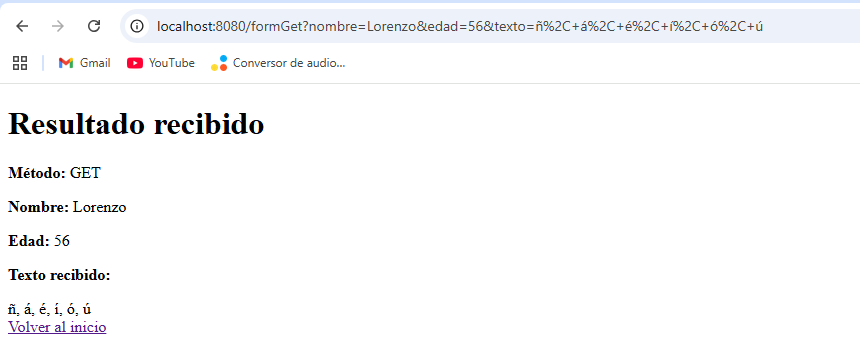 localhost:8080/formGet?nombre=Lorenzo&edad=56&texto=ñ%2C+á%2C+é%2C+í%2C+ó%2C+ú
Gmail YouTube Conversor de audio...
Resultado recibido
Método: GET
Nombre: Lorenzo
Edad: 56
Texto recibido:
ñ, á, é, í, ó, ú
Volver al inicio